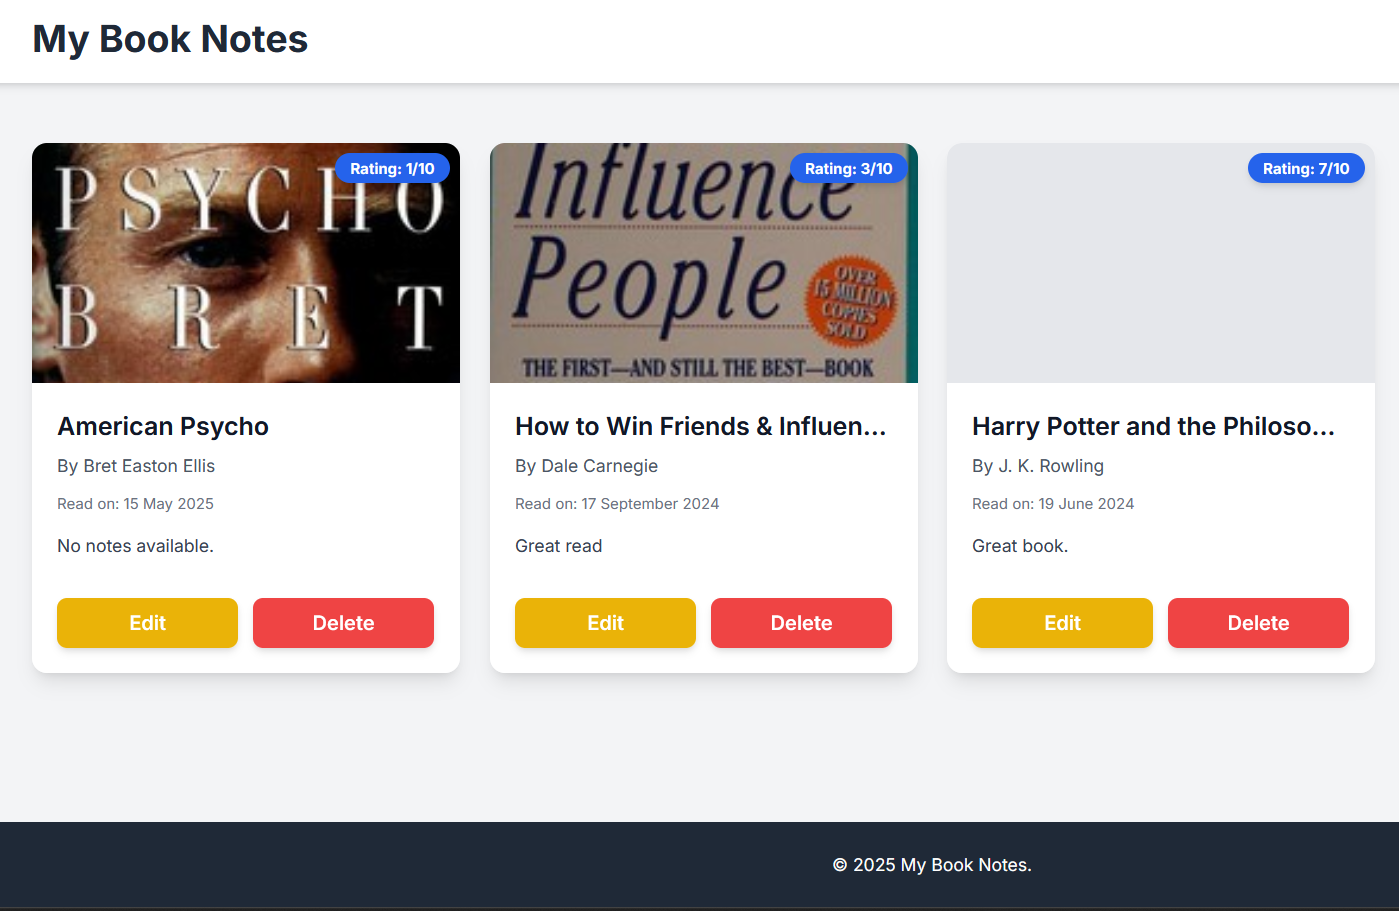 My Book Notes
PSYCHO
BRET
Rating: 1/10
American Psycho
By Bret Easton Ellis
Read on: 15 May 2025
No notes available.
Edit
Delete
Influence
People
OVER
15 MILLION
COPIES
SOLD
THE FIRST—AND STILL THE BEST—BOOK
Rating: 3/10
How to Win Friends & Influen...
By Dale Carnegie
Read on: 17 September 2024
Great read
Edit
Delete
Rating: 7/10
Harry Potter and the Philoso...
By J. K. Rowling
Read on: 19 June 2024
Great book.
Edit
Delete
© 2025 My Book Notes.